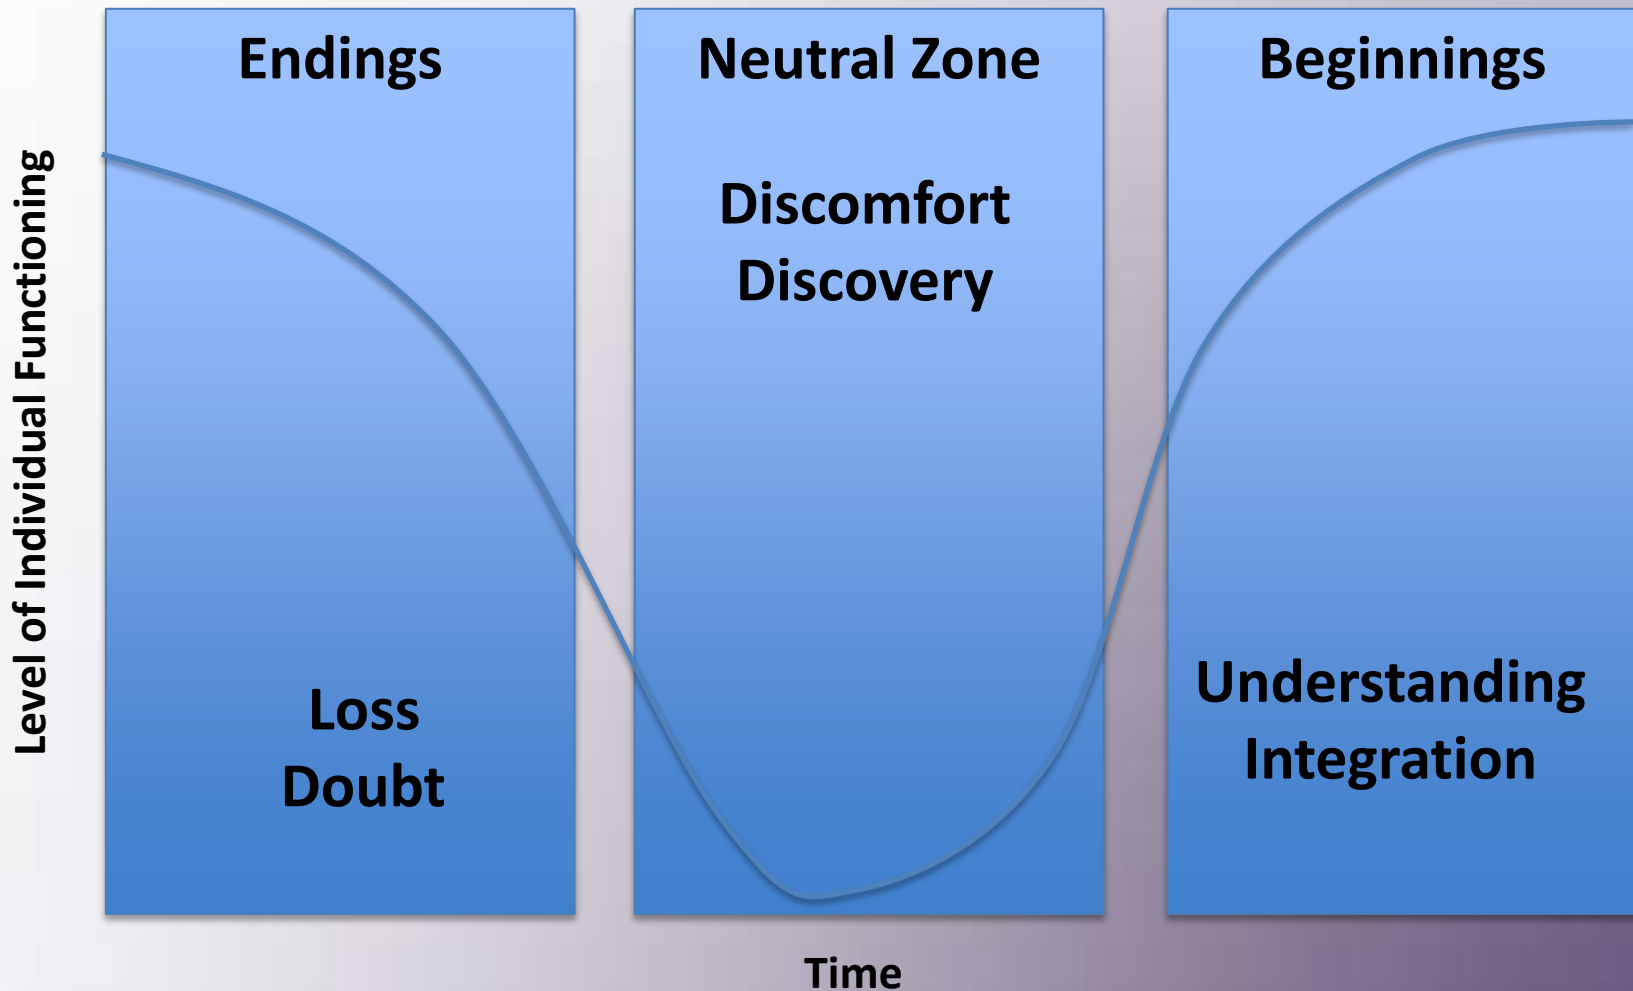 Endings
Neutral Zone
Beginnings
Level of Individual Functioning
Discomfort
Discovery
Loss
Doubt
Understanding
Integration
Time